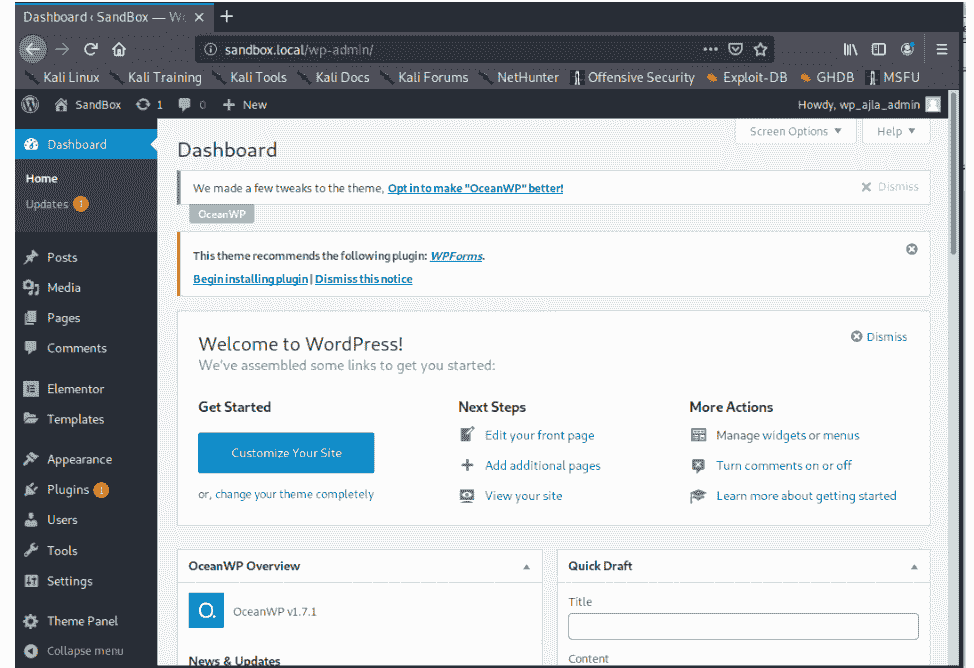 Dashboard ‹ SandBox — W
sandbox.local/wp-admin/
Kali Linux Kali Training Kali Tools Kali Docs Kali Forums NetHunter Offensive Security Exploit-DB GHDB MSFU
SandBox 1 0 New Howdy, wp_ajla_admin
Screen Options Help
Dashboard
Home
Updates 1
Posts
Media
Pages
Comments
Elementor
Templates
Appearance
Plugins 1
Users
Tools
Settings
Theme Panel
Collapse menu
Dashboard
We made a few tweaks to the theme, Opt in to make "OceanWP" better! Dismiss
OceanWP
This theme recommends the following plugin: WPForms.
Begin installing plugin | Dismiss this notice
Welcome to WordPress! Dismiss
We've assembled some links to get you started:
Get Started
Customize Your Site
or, change your theme completely
Next Steps
Edit your front page
Add additional pages
View your site
More Actions
Manage widgets or menus
Turn comments on or off
Learn more about getting started
OceanWP Overview
O.
OceanWP v1.7.1
News & Updates
Quick Draft
Title
Content